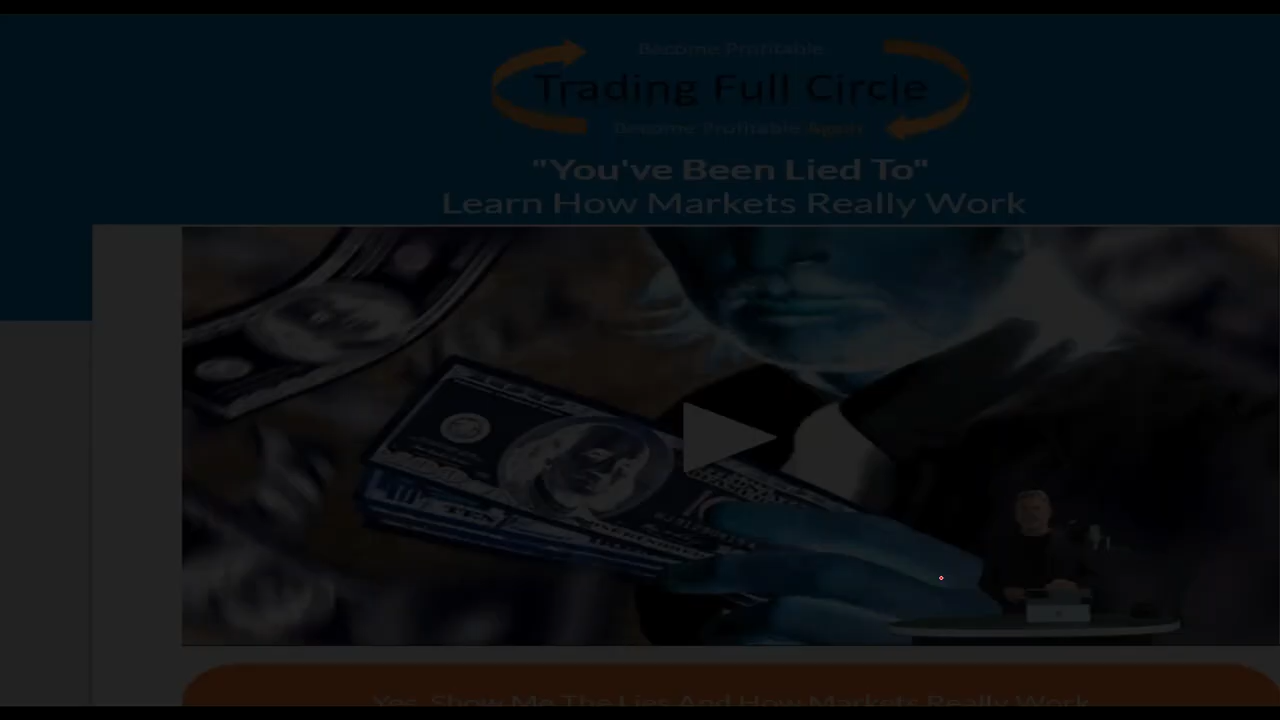 Become Profitable
Trading Full Circle
Become Profitable Again
"You've Been Lied To"
Learn How Markets Really Work
TEN
Yes, Show Me The Lies And How Markets Really Work